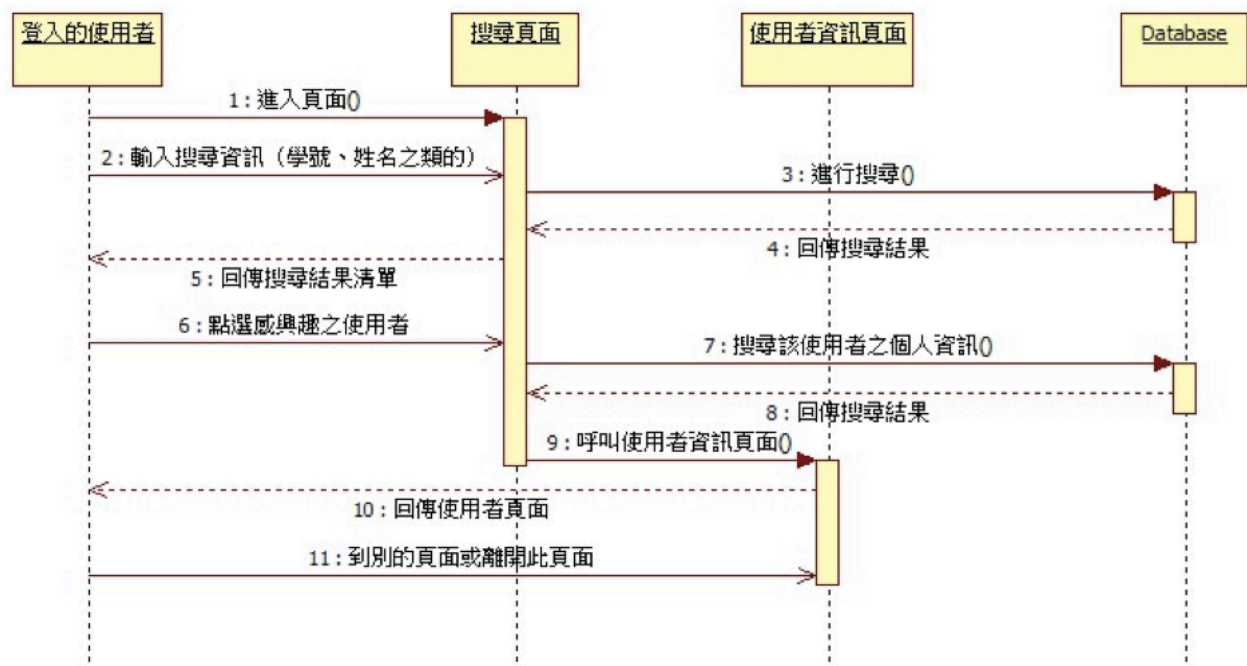 登入的使用者
搜尋頁面
使用者資訊頁面
Database
1 : 進入頁面()
2 : 輸入搜尋資訊（學號、姓名之類的）
3 : 進行搜尋()
4 : 回傳搜尋結果
5 : 回傳搜尋結果清單
6 : 點選感興趣之使用者
7 : 搜尋該使用者之個人資訊()
8 : 回傳搜尋結果
9 : 呼叫使用者資訊頁面()
10 : 回傳使用者頁面
11 : 到別的頁面或離開此頁面